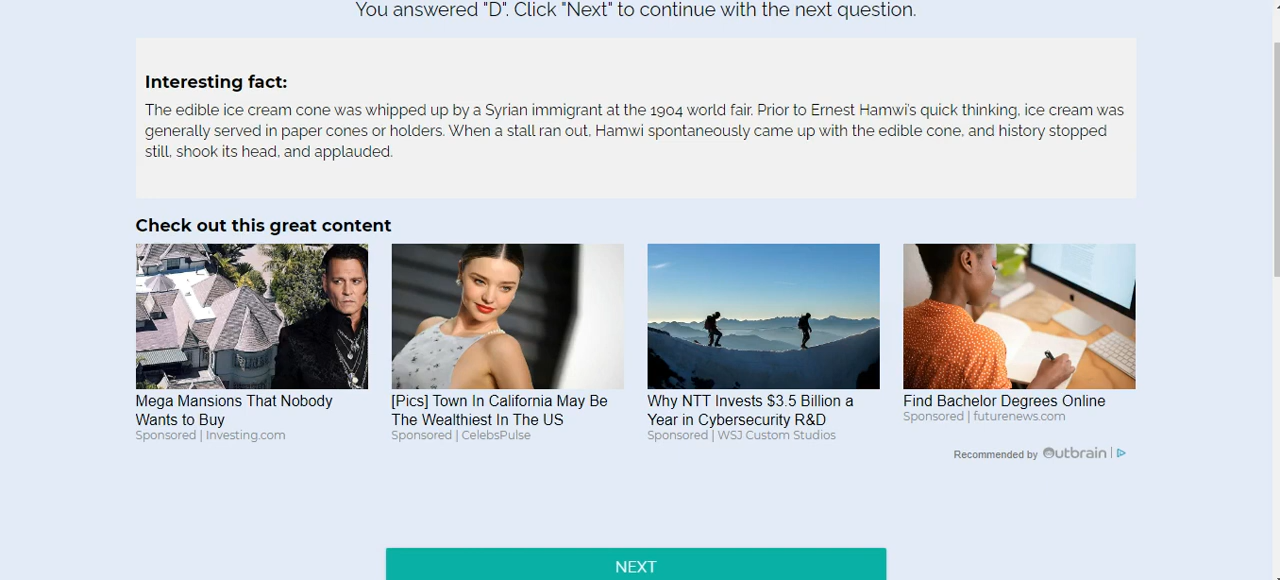 You answered "D". Click "Next" to continue with the next question.
Interesting fact:
The edible ice cream cone was whipped up by a Syrian immigrant at the 1904 world fair. Prior to Ernest Hamwi's quick thinking, ice cream was
generally served in paper cones or holders. When a stall ran out, Hamwi spontaneously came up with the edible cone, and history stopped
still, shook its head, and applauded.
Check out this great content
Mega Mansions That Nobody
Wants to Buy
Sponsored | Investing.com
[Pics] Town In California May Be
The Wealthiest In The US
Sponsored | CelebsPulse
Why NTT Invests $3.5 Billion a
Year in Cybersecurity R&D
Sponsored | WSJ Custom Studios
Find Bachelor Degrees Online
Sponsored | futurenews.com
Recommended by Outbrain |
NEXT